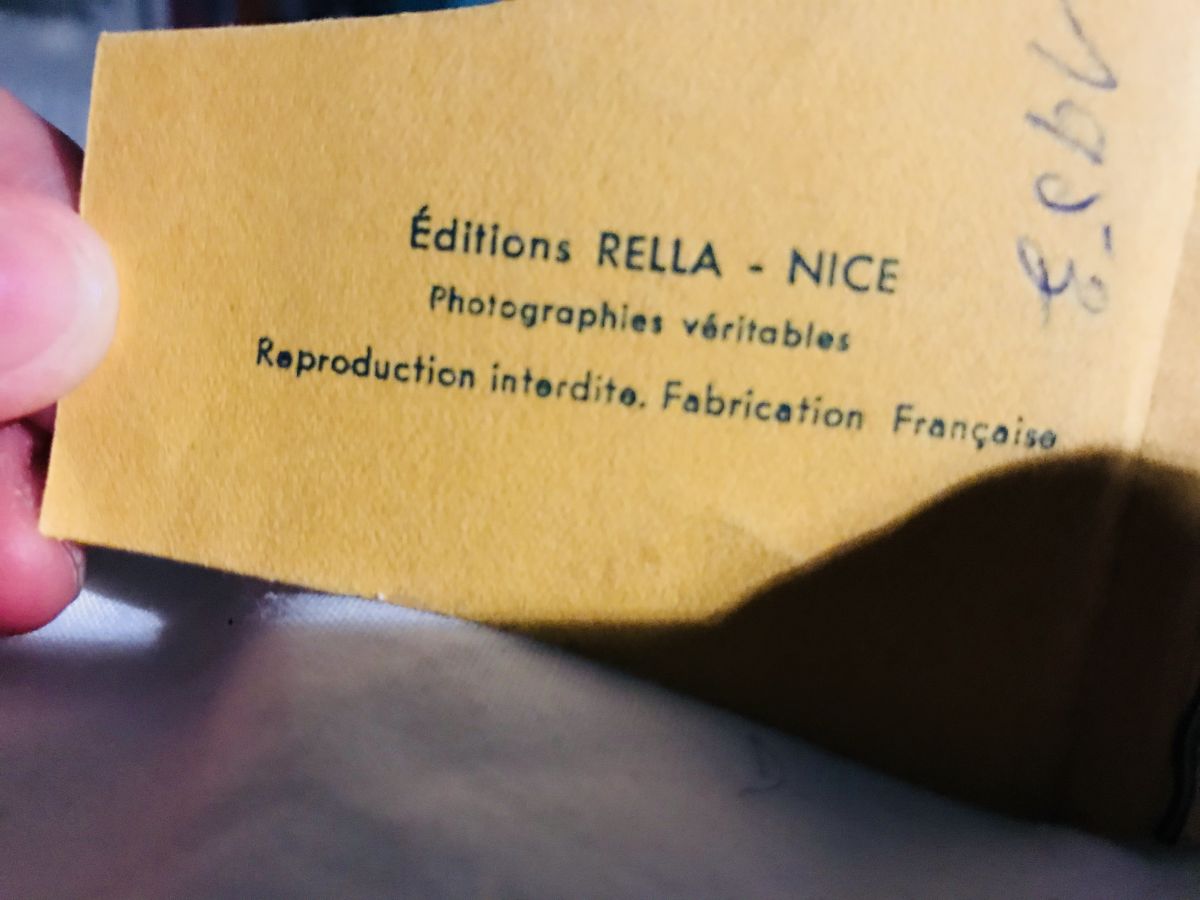 Éditions RELLA - NICE
Photographies véritables
Reproduction interdite. Fabrication Française